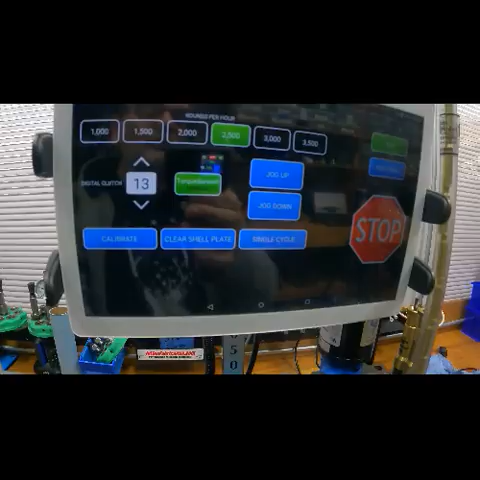 ROUNDS PER HOUR
1,000
1,500
2,000
2,500
3,000
3,500
DIGITAL CLUTCH
13
JOG UP
JOG DOWN
STOP
CALIBRATE
CLEAR SHELL PLATE
SINGLE CYCLE